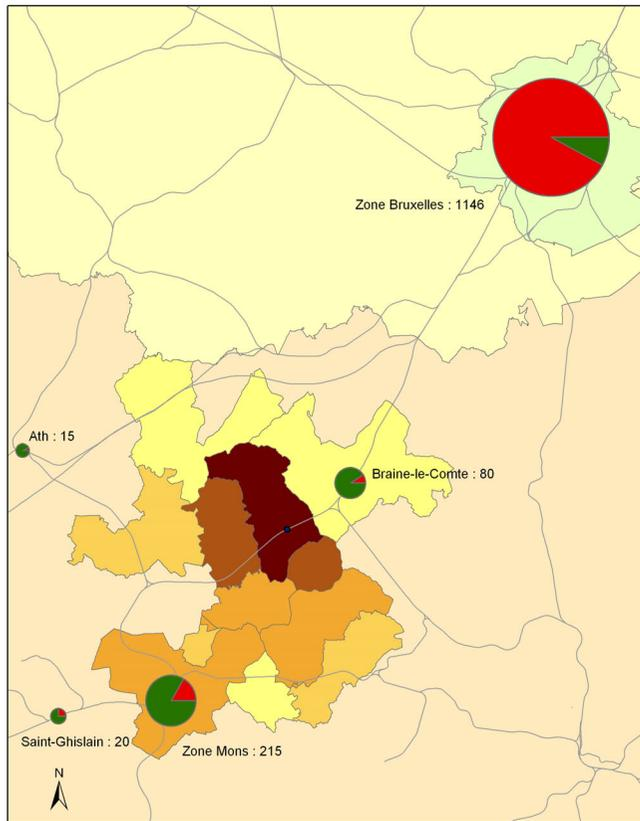 Zone Bruxelles : 1146
Ath : 15
Braine-le-Comte : 80
Saint-Ghislain : 20
Zone Mons : 215
N